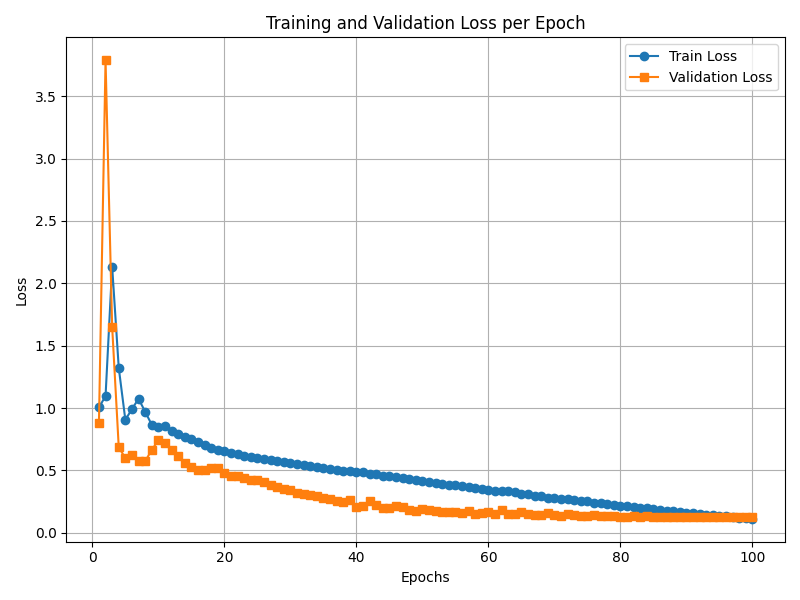 Training and Validation Loss per Epoch
Train Loss
Validation Loss
3.5
3.0
2.5
2.0
1.5
1.0
0.5
0.0
Loss
0 20 40 60 80 100
Epochs